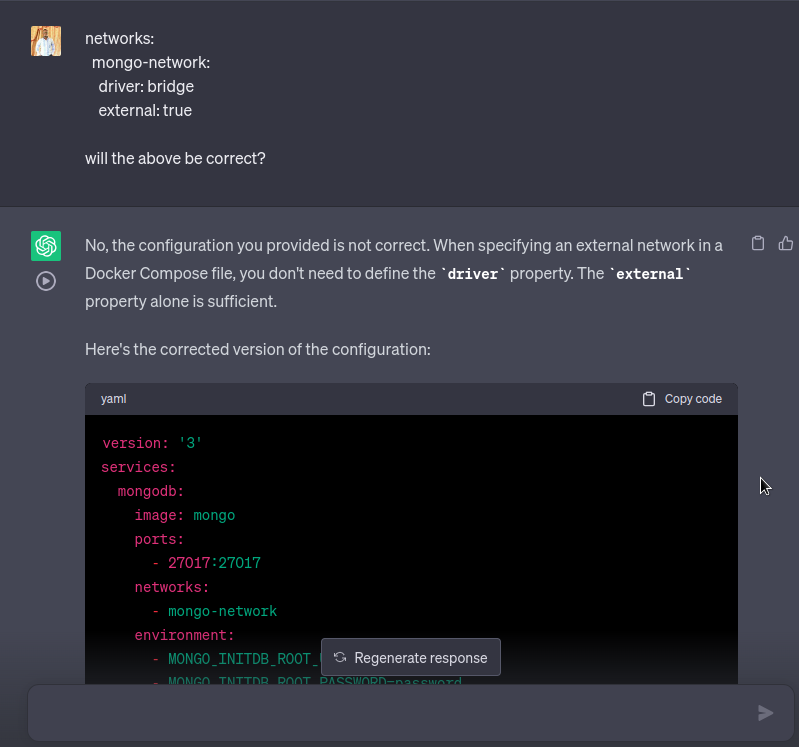 networks:
mongo-network:
driver: bridge
external: true
will the above be correct?
No, the configuration you provided is not correct. When specifying an external network in a
Docker Compose file, you don't need to define the `driver` property. The `external`
property alone is sufficient.
Here's the corrected version of the configuration:
yaml
Copy code
version: '3'
services:
mongodb:
image: mongo
ports:
- 27017:27017
networks:
- mongo-network
environment:
- MONGO_INITDB_ROOT_
Regenerate response
- MONGO_INITDB_ROOT_PASSWORD=password